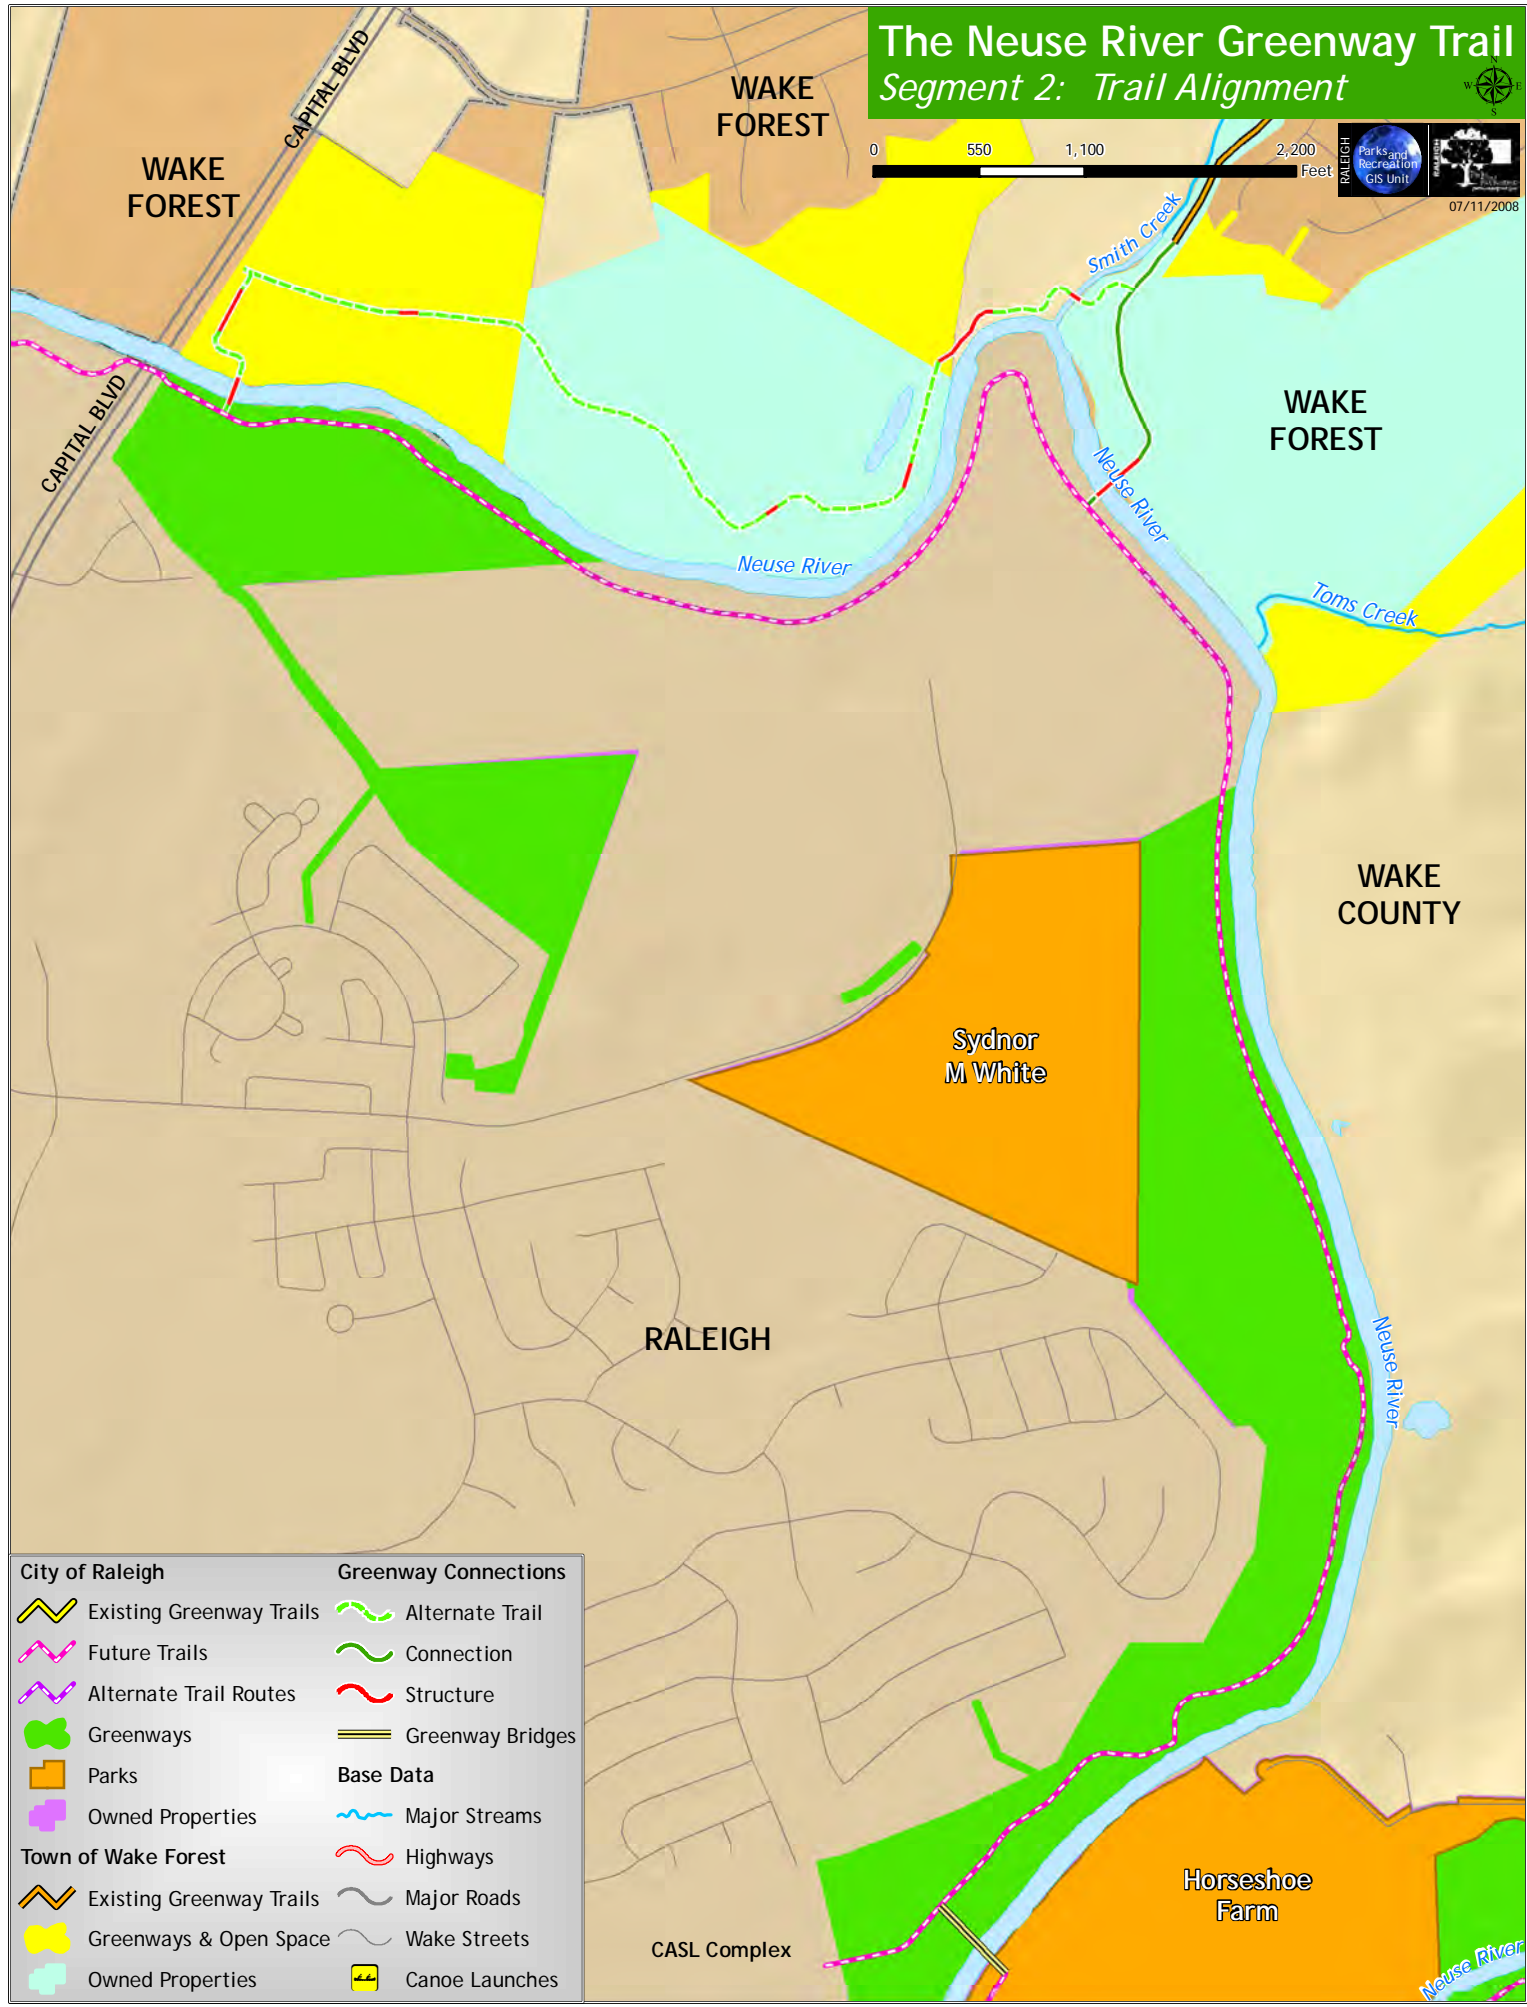 The Neuse River Greenway Trail
Segment 2: Trail Alignment
N
W
E
S
0
550
1,100
2,200
Feet
RALEIGH
Parks and
Recreation
GIS Unit
RALEIGH
07/11/2008
CAPITAL BLVD
WAKE
FOREST
WAKE
FOREST
Smith Creek
CAPITAL BLVD
WAKE
FOREST
Neuse River
Neuse River
Toms Creek
WAKE
COUNTY
Sydnor
M White
RALEIGH
Neuse River
Horseshoe
Farm
CASL Complex
Neuse River
City of Raleigh
Existing Greenway Trails
Future Trails
Alternate Trail Routes
Greenways
Parks
Owned Properties
Town of Wake Forest
Existing Greenway Trails
Greenways & Open Space
Owned Properties
Greenway Connections
Alternate Trail
Connection
Structure
Greenway Bridges
Base Data
Major Streams
Highways
Major Roads
Wake Streets
Canoe Launches